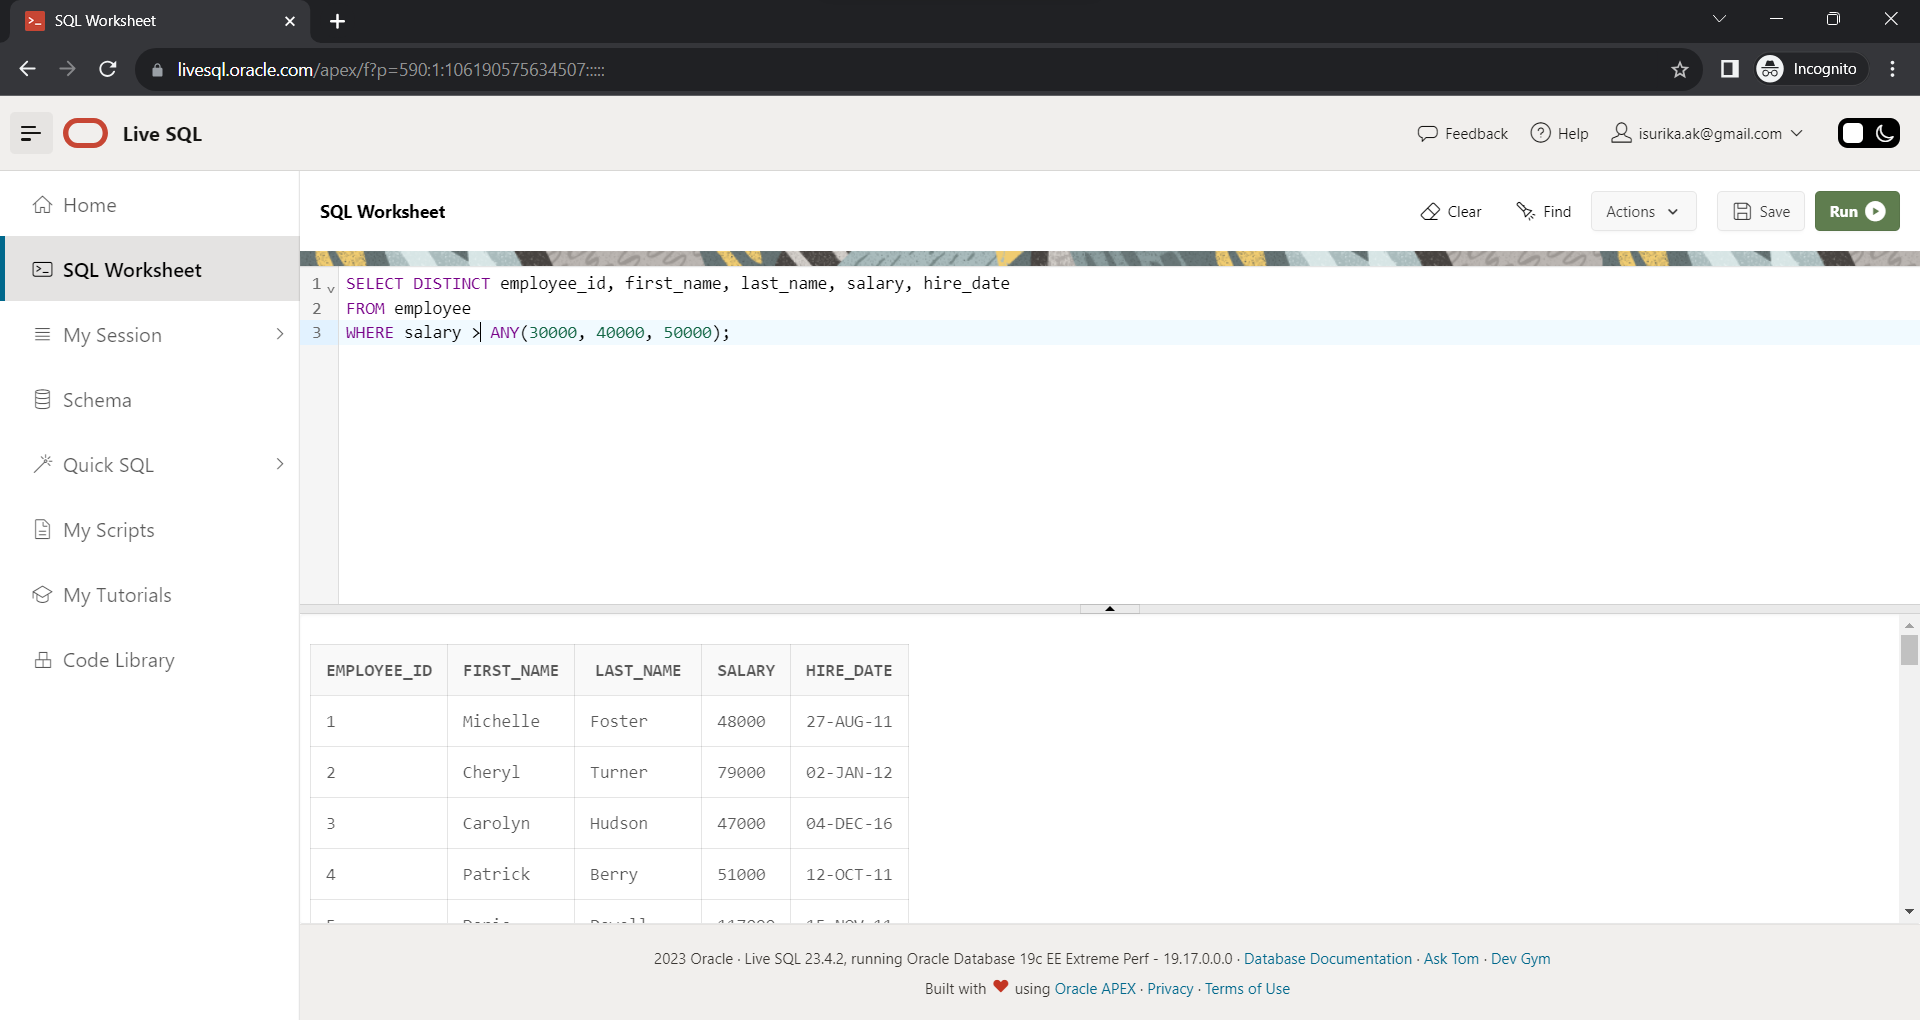 SQL Worksheet
livesql.oracle.com/apex/f?p=590:1:106190575634507:::::
Incognito
Live SQL
Feedback
Help
isurika.ak@gmail.com
Home
SQL Worksheet
My Session
Schema
Quick SQL
My Scripts
My Tutorials
Code Library
SQL Worksheet
Clear
Find
Actions
Save
Run
1 SELECT DISTINCT employee_id, first_name, last_name, salary, hire_date
2 FROM employee
3 WHERE salary > ANY(30000, 40000, 50000);
EMPLOYEE_ID FIRST_NAME LAST_NAME SALARY HIRE_DATE
1 Michelle Foster 48000 27-AUG-11
2 Cheryl Turner 79000 02-JAN-12
3 Carolyn Hudson 47000 04-DEC-16
4 Patrick Berry 51000 12-OCT-11
2023 Oracle · Live SQL 23.4.2, running Oracle Database 19c EE Extreme Perf - 19.17.0.0.0 · Database Documentation · Ask Tom · Dev Gym
Built with ❤ using Oracle APEX · Privacy · Terms of Use